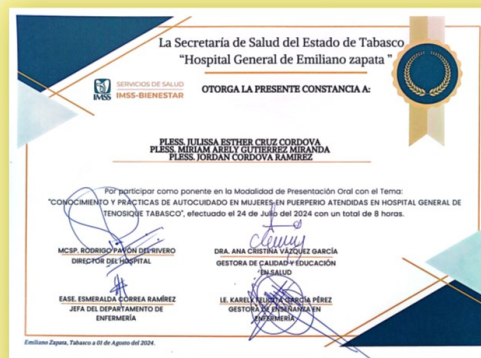 La Secretaría de Salud del Estado de Tabasco
“Hospital General de Emiliano zapata ”
IMSS
SERVICIOS DE SALUD
IMSS-BIENESTAR
OTORGA LA PRESENTE CONSTANCIA A:
PLESS. JULISSA ESTHER CRUZ CORDOVA
PLESS. MIRIAM ARELY GUTIERREZ MIRANDA
PLESS. JORDAN CORDOVA RAMIREZ
Por participar como ponente en la Modalidad de Presentación Oral con el Tema:
"CONOCIMIENTO Y PRÁCTICAS DE AUTOCUIDADO EN MUJERES EN PUERPERIO ATENDIDAS EN HOSPITAL GENERAL DE
TENOSIQUE TABASCO", efectuado el 24 de Julio del 2024 con un total de 8 horas.
MCSP. RODRIGO PAVÓN DEL RIVERO
DIRECTOR DEL HOSPITAL
DRA. ANA CRISTINA VÁZQUEZ GARCÍA
GESTORA DE CALIDAD Y EDUCACIÓN
EN SALUD
EASE. ESMERALDA CORREA RAMÍREZ
JEFA DEL DEPARTAMENTO DE
ENFERMERÍA
LE. KARELY GARCÍA PÉREZ
GESTORA DE ENSEÑANZA EN
ENFERMERÍA
Emiliano Zapata, Tabasco a 01 de Agosto del 2024.